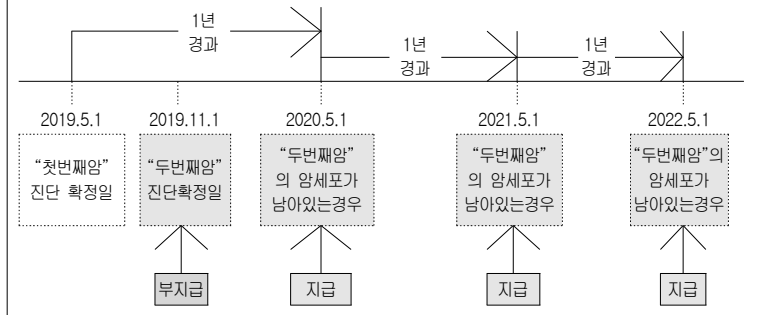 1년
경과
1년
경과
1년
경과
2019.5.1
2019.11.1
2020.5.1
2021.5.1
2022.5.1
“첫번째암”
진단 확정일
“두번째암”
진단확정일
“두번째암”
의 암세포가
남아있는경우
“두번째암”
의 암세포가
남아있는경우
“두번째암”의
암세포가
남아있는경우
부지급
지급
지급
지급